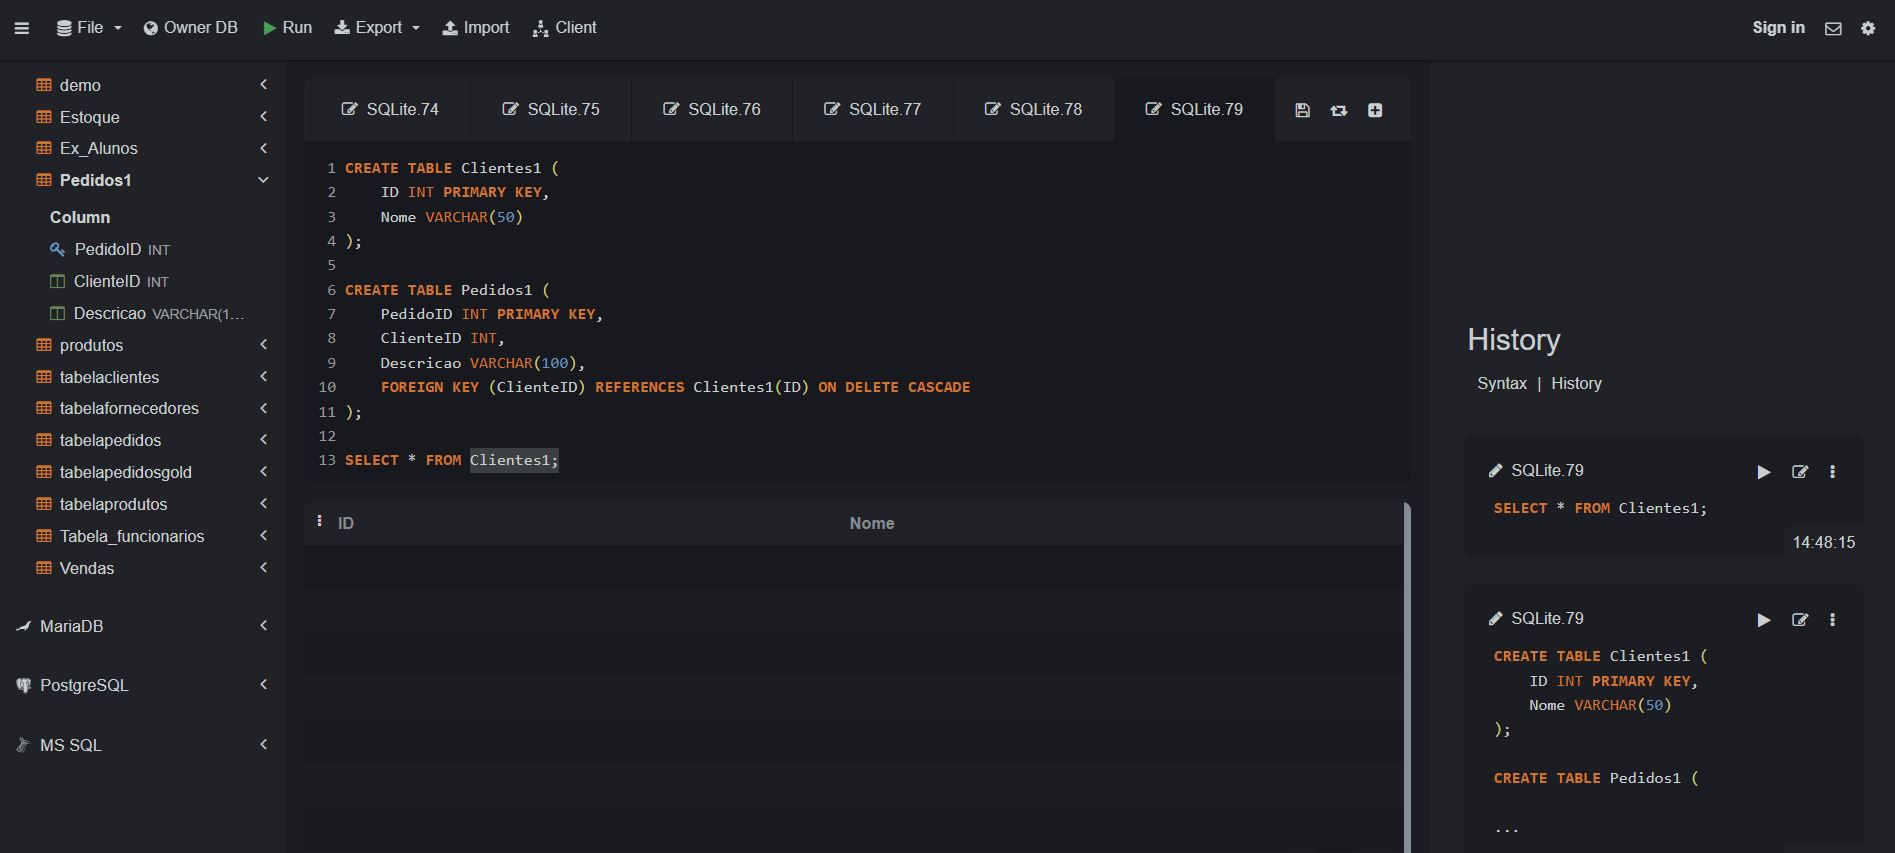 File Owner DB Run Export Import Client Sign in
demo
Estoque
Ex_Alunos
Pedidos1
Column
PedidoID INT
ClienteID INT
Descricao VARCHAR(1...
produtos
tabelaclientes
tabelafornecedores
tabelapedidos
tabelapedidosgold
tabelaprodutos
Tabela_funcionarios
Vendas
MariaDB
PostgreSQL
MS SQL
SQLite.74 SQLite.75 SQLite.76 SQLite.77 SQLite.78 SQLite.79
1 CREATE TABLE Clientes1 (
2 ID INT PRIMARY KEY,
3 Nome VARCHAR(50)
4 );
5
6 CREATE TABLE Pedidos1 (
7 PedidoID INT PRIMARY KEY,
8 ClienteID INT,
9 Descricao VARCHAR(100),
10 FOREIGN KEY (ClienteID) REFERENCES Clientes1(ID) ON DELETE CASCADE
11 );
12
13 SELECT * FROM Clientes1;
ID Nome
History
Syntax | History
SQLite.79
SELECT * FROM Clientes1;
14:48:15
SQLite.79
CREATE TABLE Clientes1 (
ID INT PRIMARY KEY,
Nome VARCHAR(50)
);
CREATE TABLE Pedidos1 (
...